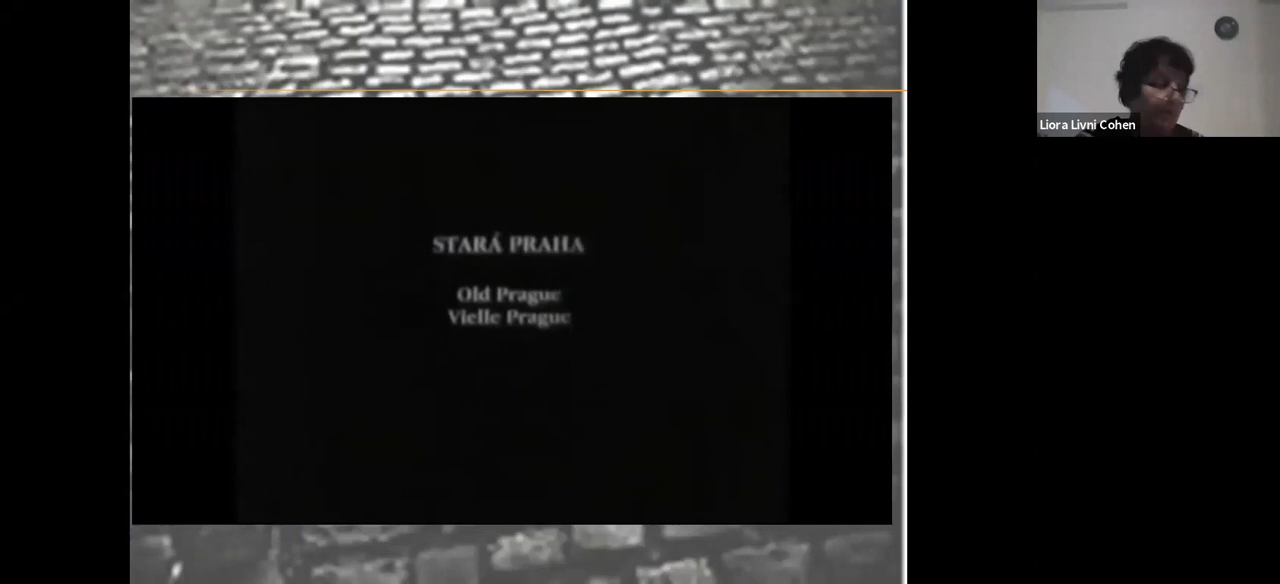 STARÁ PRAHA
Old Prague
Vielle Prague
Liora Livni Cohen